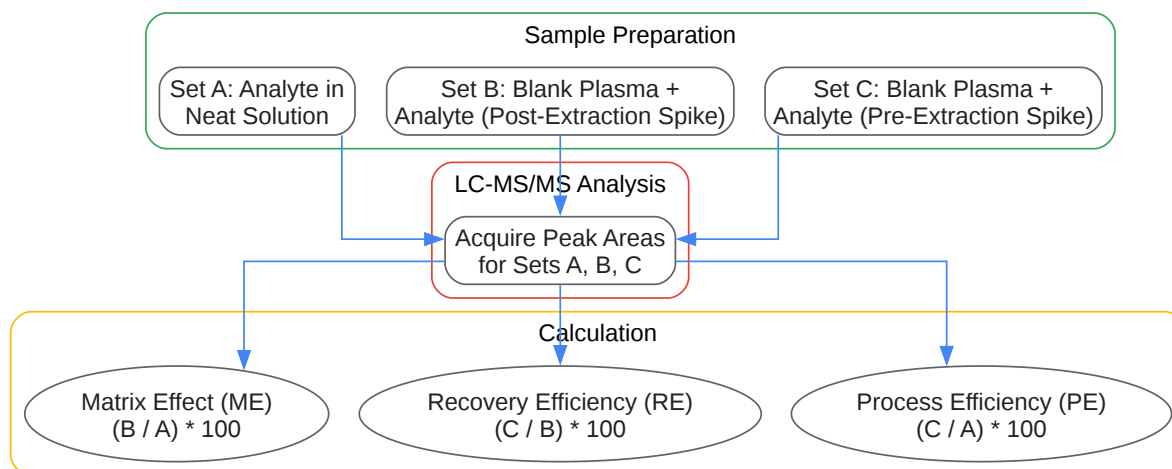 Sample Preparation
Set A: Analyte in
Neat Solution
Set B: Blank Plasma +
Analyte (Post-Extraction Spike)
Set C: Blank Plasma +
Analyte (Pre-Extraction Spike)
LC-MS/MS Analysis
Acquire Peak Areas
for Sets A, B, C
Calculation
Matrix Effect (ME)
(B / A) * 100
Recovery Efficiency (RE)
(C / B) * 100
Process Efficiency (PE)
(C / A) * 100